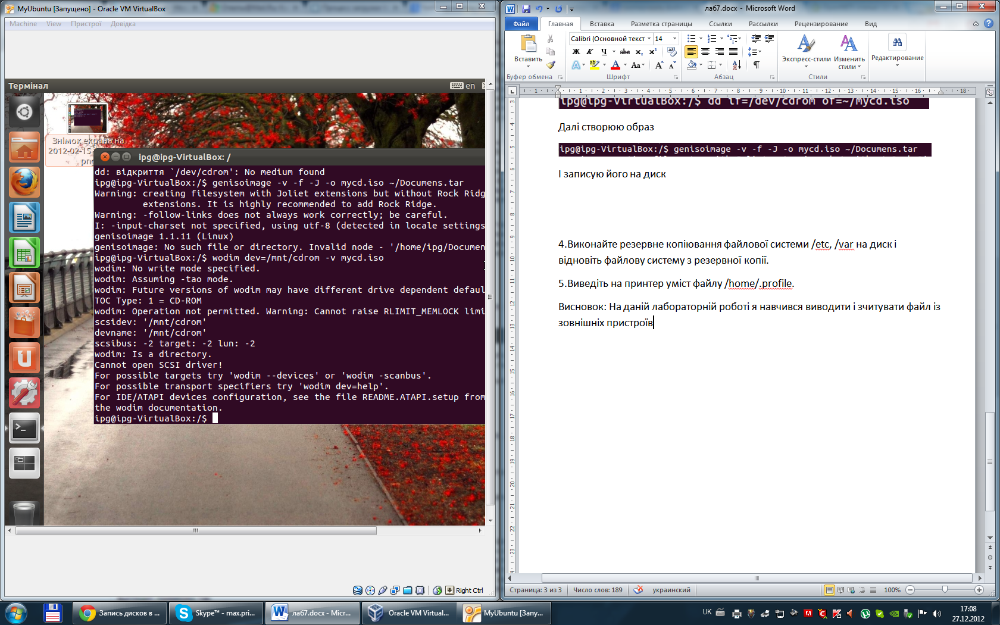 MyUbuntu [Запущено] - Oracle VM VirtualBox
Machine View Пристрої Довідка
Термінал
en
Знімок екрана на
2012-02-15
png
ipg@ipg-VirtualBox: /
dd: відкриття `/dev/cdrom': No medium found
ipg@ipg-VirtualBox:/$ genisoimage -v -f -J -o mycd.iso ~/Documens.tar
Warning: creating filesystem with Joliet extensions but without Rock Ridg
extensions. It is highly recommended to add Rock Ridge.
Warning: -follow-links does not always work correctly; be careful.
I: -input-charset not specified, using utf-8 (detected in locale settings
genisoimage 1.1.11 (Linux)
genisoimage: No such file or directory. Invalid node - '/home/ipg/Documen
ipg@ipg-VirtualBox:/$ wodim dev=/mnt/cdrom -v mycd.iso
wodim: No write mode specified.
wodim: Assuming -tao mode.
wodim: Future versions of wodim may have different drive dependent defaul
TOC Type: 1 = CD-ROM
wodim: Operation not permitted. Warning: Cannot raise RLIMIT_MEMLOCK limi
scsidev: '/mnt/cdrom'
devname: '/mnt/cdrom'
scsibus: -2 target: -2 lun: -2
wodim: Is a directory.
Cannot open SCSI driver!
For possible targets try 'wodim --devices' or 'wodim -scanbus'.
For possible transport specifiers try 'wodim dev=help'.
For IDE/ATAPI devices configuration, see the file README.ATAPI.setup from
the wodim documentation.
ipg@ipg-VirtualBox:/$
Right Ctrl
лаб7.docx - Microsoft Word
Файл Главная Вставка Разметка страницы Ссылки Рассылки Рецензирование Вид
Calibri (Основной текст 14
Вставить
Экспресс-стили Изменить стили Редактирование
Буфер обмена Шрифт Абзац Стили
ipg@ipg-VirtualBox:/$ dd if=/dev/cdrom of=~/mycd.iso
Далі створюю образ
ipg@ipg-VirtualBox:/$ genisoimage -v -f -J -o mycd.iso ~/Documens.tar
І записую його на диск
4.Виконайте резервне копіювання файлової системи /etc, /var на диск і
відновіть файлову систему з резервної копії.
5.Виведіть на принтер уміст файлу /home/.profile.
Висновок: На даній лабораторній роботі я навчився виводити і зчитувати файл із
зовнішніх пристроїв
Страница: 3 из 3 Число слов: 189 украинский 100%
Запись дисков в ... Skype™ - max.pri... лаб7.docx - Micr... Oracle VM Virtual... MyUbuntu [Запу...
UK
17:08
27.12.2012